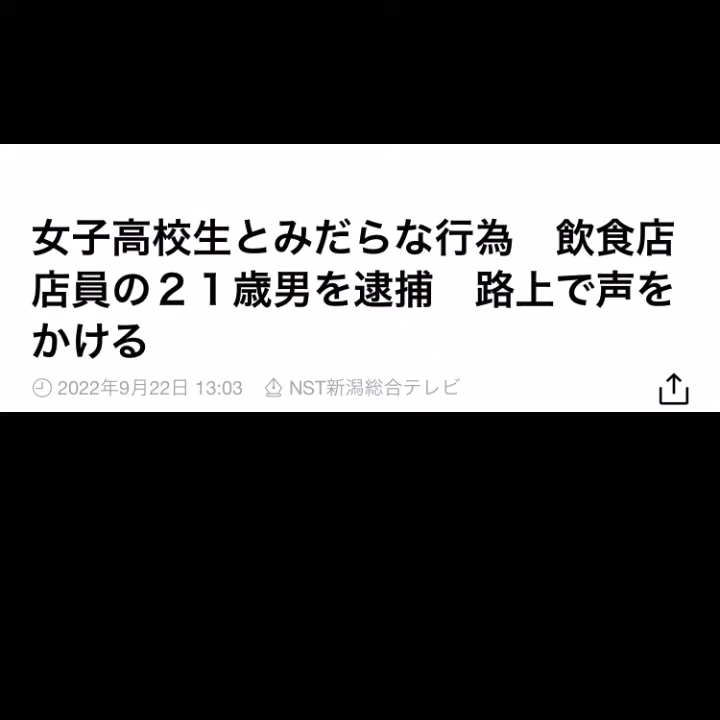 女子高校生とみだらな行為　飲食店
店員の２１歳男を逮捕　路上で声を
かける
2022年9月22日 13:03 NST新潟総合テレビ